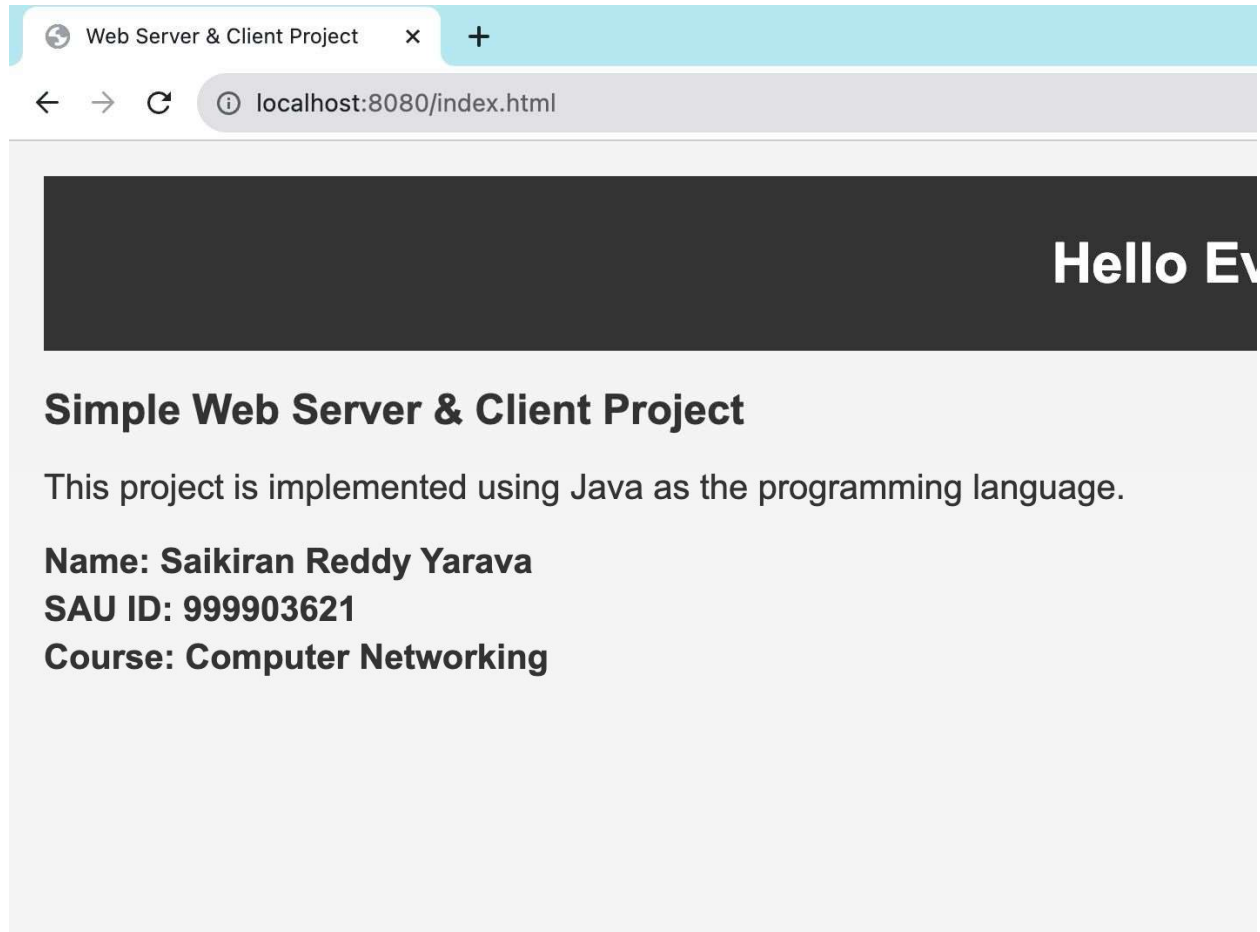 Web Server & Client Project
localhost:8080/index.html
Hello
Simple Web Server & Client Project
This project is implemented using Java as the programming language.
Name: Saikiran Reddy Yarava
SAU ID: 999903621
Course: Computer Networking